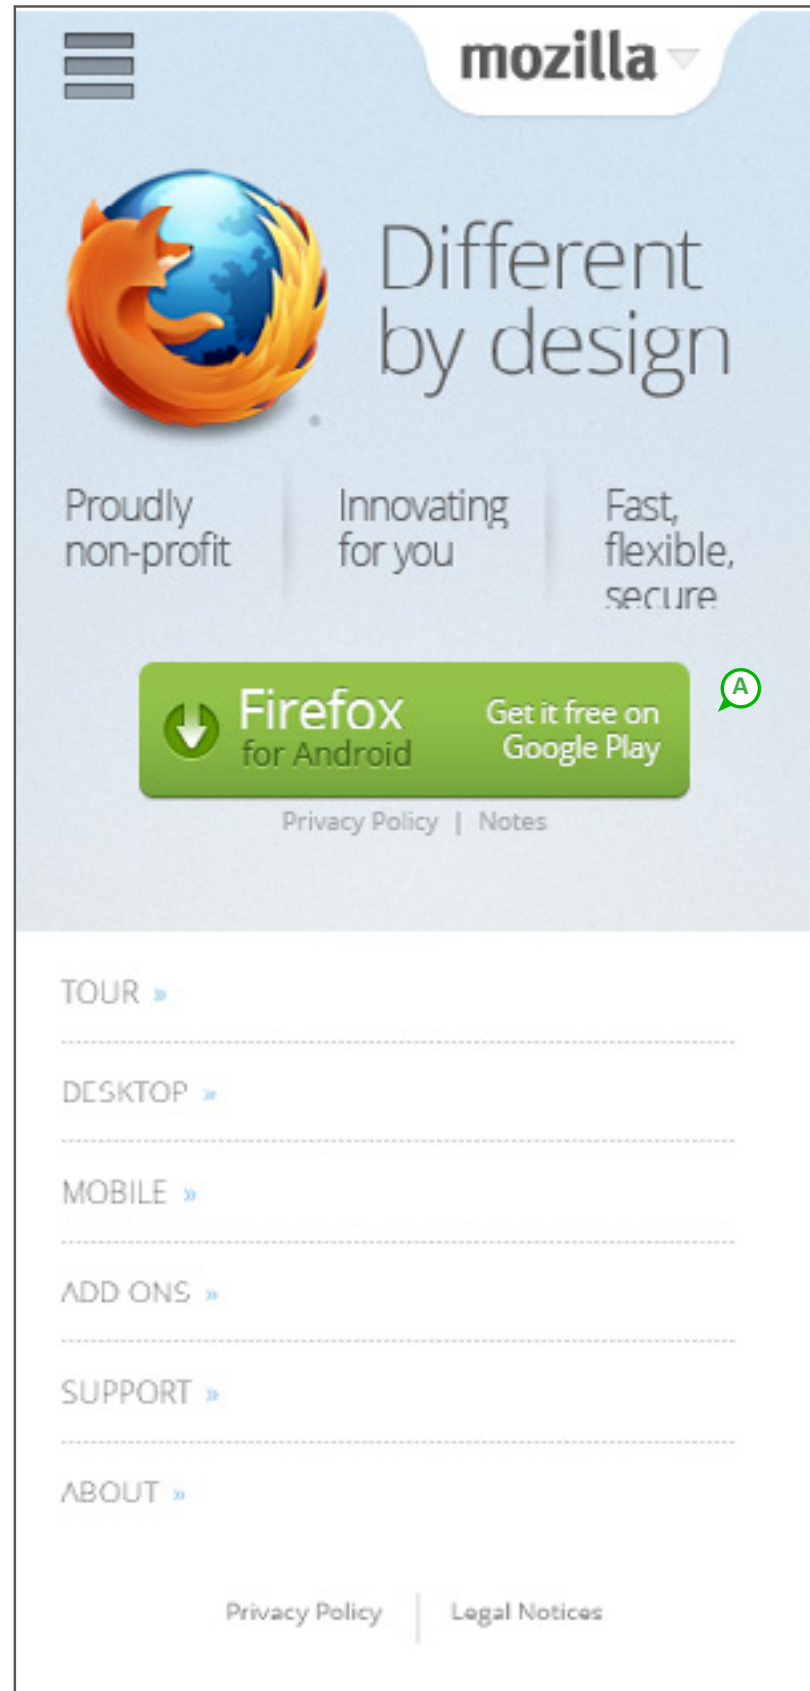 mozilla
Different
by design
Proudly
non-profit
Innovating
for you
Fast,
flexible,
secure
Firefox
for Android
Get it free on
Google Play
A
Privacy Policy | Notes
TOUR »
DESKTOP »
MOBILE »
ADD ONS »
SUPPORT »
ABOUT »
Privacy Policy | Legal Notices